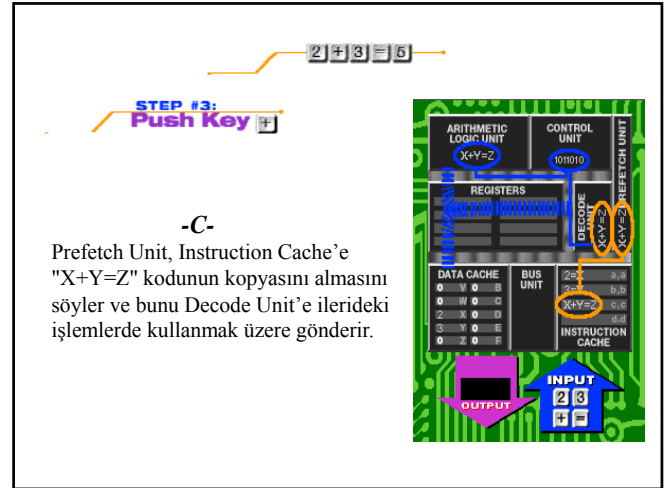 2 + 3 = 5
STEP #3:
Push Key +
-C-
Prefetch Unit, Instruction Cache’e
"X+Y=Z" kodunun kopyasını almasını
söyler ve bunu Decode Unit’e ilerideki
işlemlerde kullanmak üzere gönderir.
ARITHMETIC
LOGIC UNIT
X+Y=Z
CONTROL
UNIT
1011010
PREFETCH UNIT
X+Y=Z
REGISTERS
DECODE
UNIT
X+Y=Z
DATA CACHE
0 V 0 B
0 W 0 C
2 X 0 D
3 Y 0 E
0 Z 0 F
BUS
UNIT
2=X a.a
3=Y b.b
X+Y=Z c.c
d.d
INSTRUCTION
CACHE
OUTPUT
INPUT
2 3
+ =